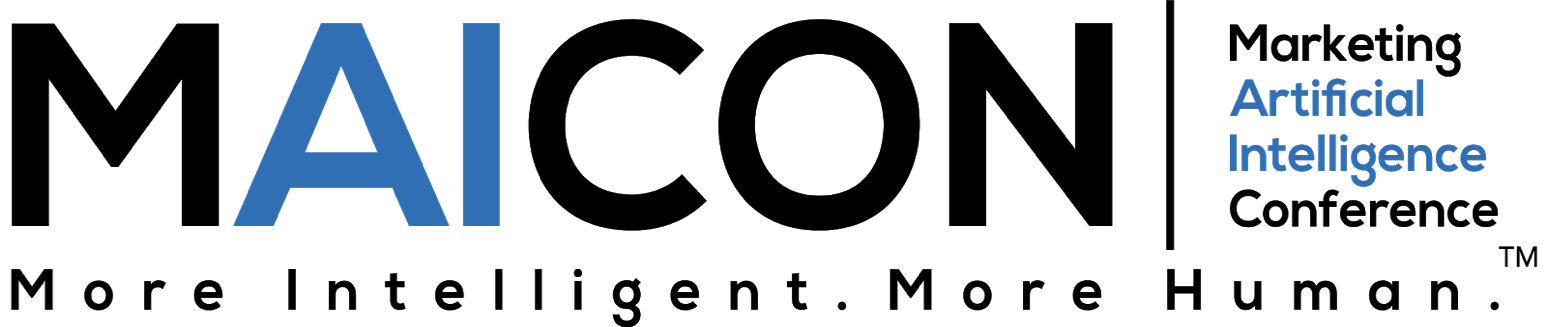 MAICON
Marketing
Artificial
Intelligence
Conference
More Intelligent. More Human.™